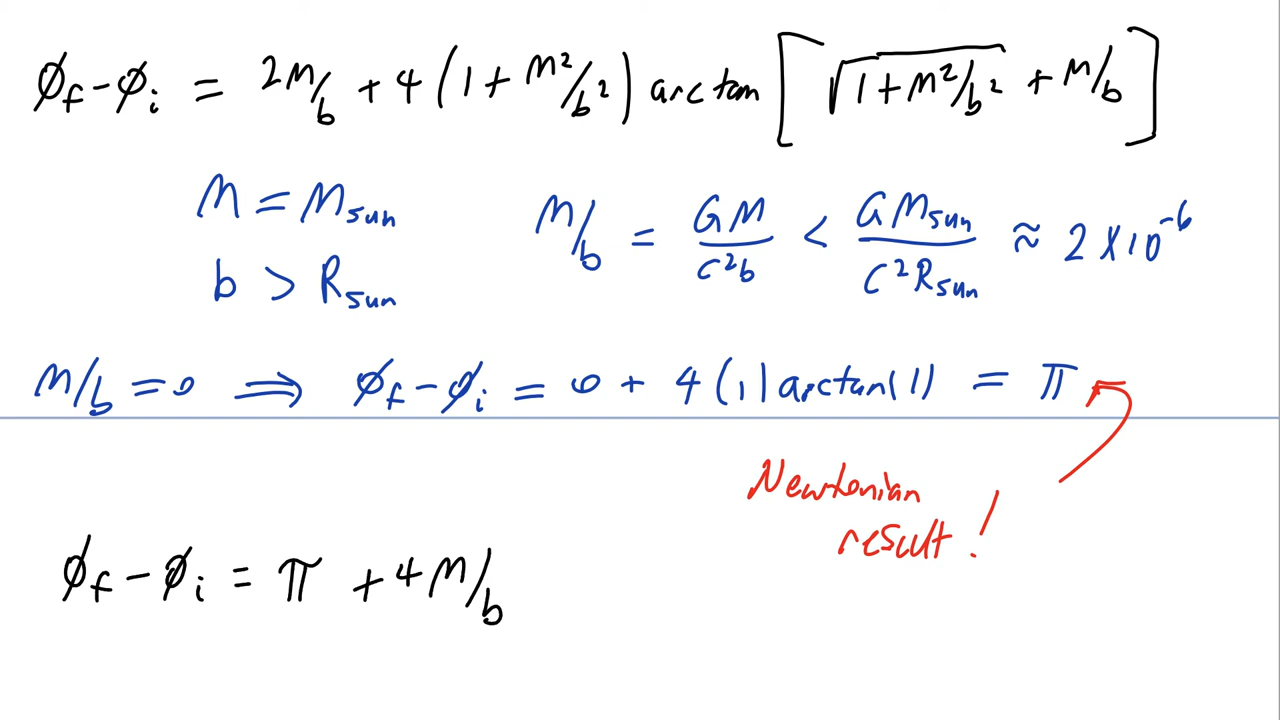 ϕf − ϕi = 2M/b + 4 (1 + M²/b²) arctan [ √(1 + M²/b²) + M/b ]
M = Msun
M/b = GM/c²b < GMsun/c²Rsun ≈ 2 × 10⁻⁶
b > Rsun
M/b = 0 ⟹ ϕf − ϕi = 0 + 4 (1) arctan(1) = π
Newtonian
result !
ϕf − ϕi = π + 4M/b